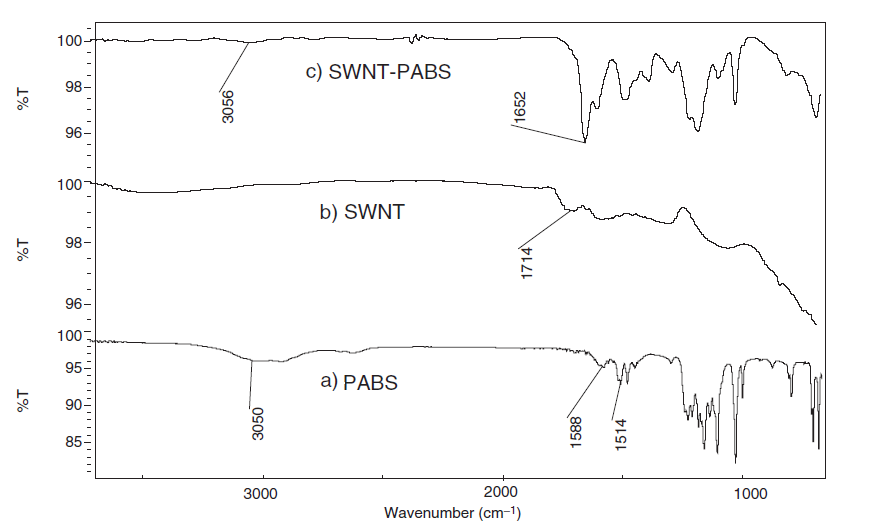 100
c) SWNT-PABS
98
%T
3056
1652
96
100
b) SWNT
98
%T
1714
96
100
95
a) PABS
90
%T
3050
1588
1514
85
3000 2000 1000
Wavenumber (cm⁻¹)